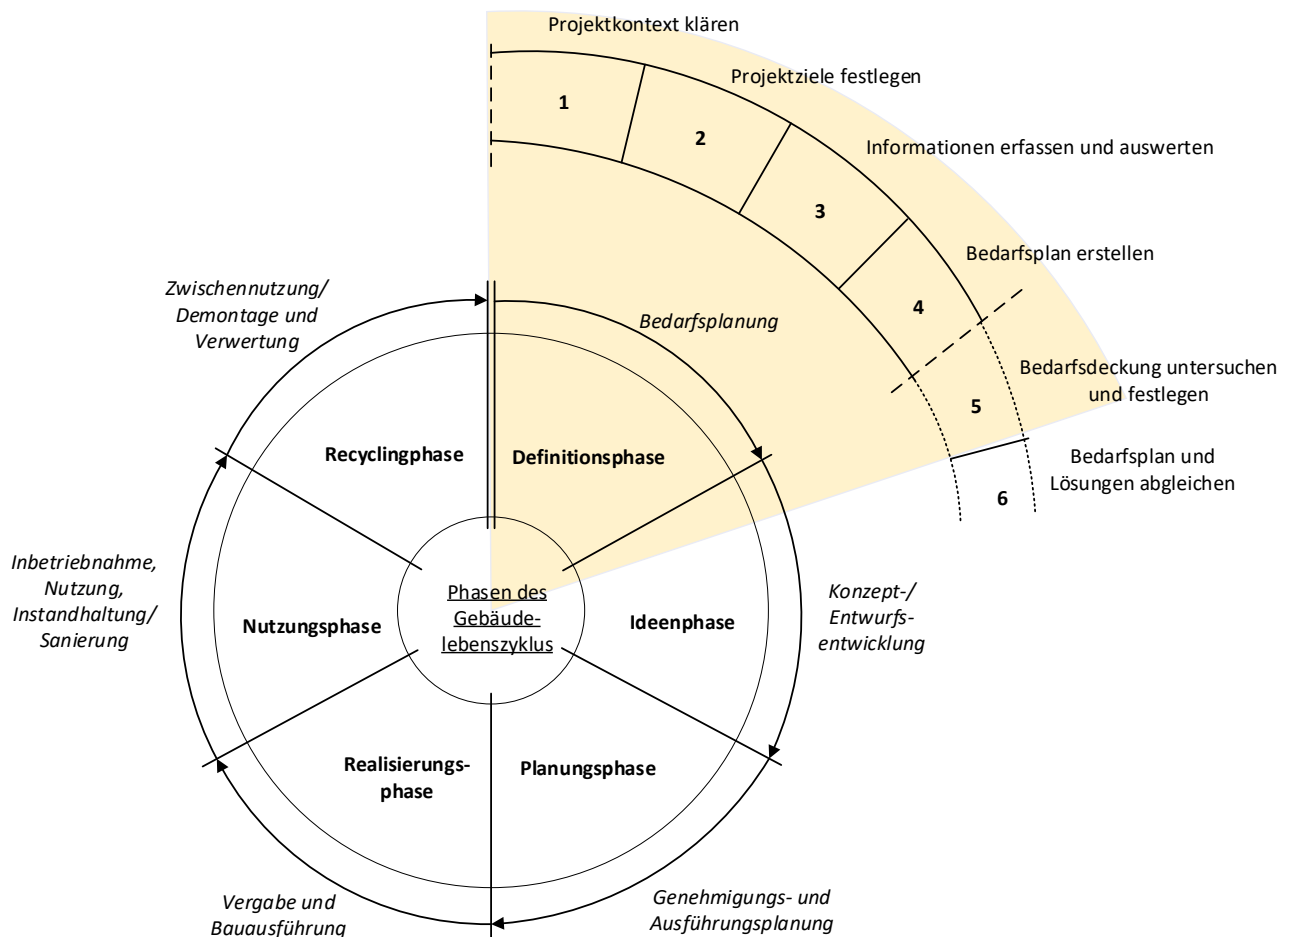 Projektkontext klären
1
Projektziele festlegen
2
Informationen erfassen und auswerten
3
Bedarfsplan erstellen
4
Bedarfsdeckung untersuchen
und festlegen
5
Bedarfsplan und
Lösungen abgleichen
6
Zwischennutzung/
Demontage und
Verwertung
Bedarfsplanung
Recyclingphase
Definitionsphase
Inbetriebnahme,
Nutzung,
Instandhaltung/
Sanierung
Nutzungsphase
Phasen des
Gebäude-
lebenszyklus
Ideenphase
Konzept-/
Entwurfs-
entwicklung
Realisierungs-
phase
Planungsphase
Vergabe und
Bauausführung
Genehmigungs- und
Ausführungsplanung